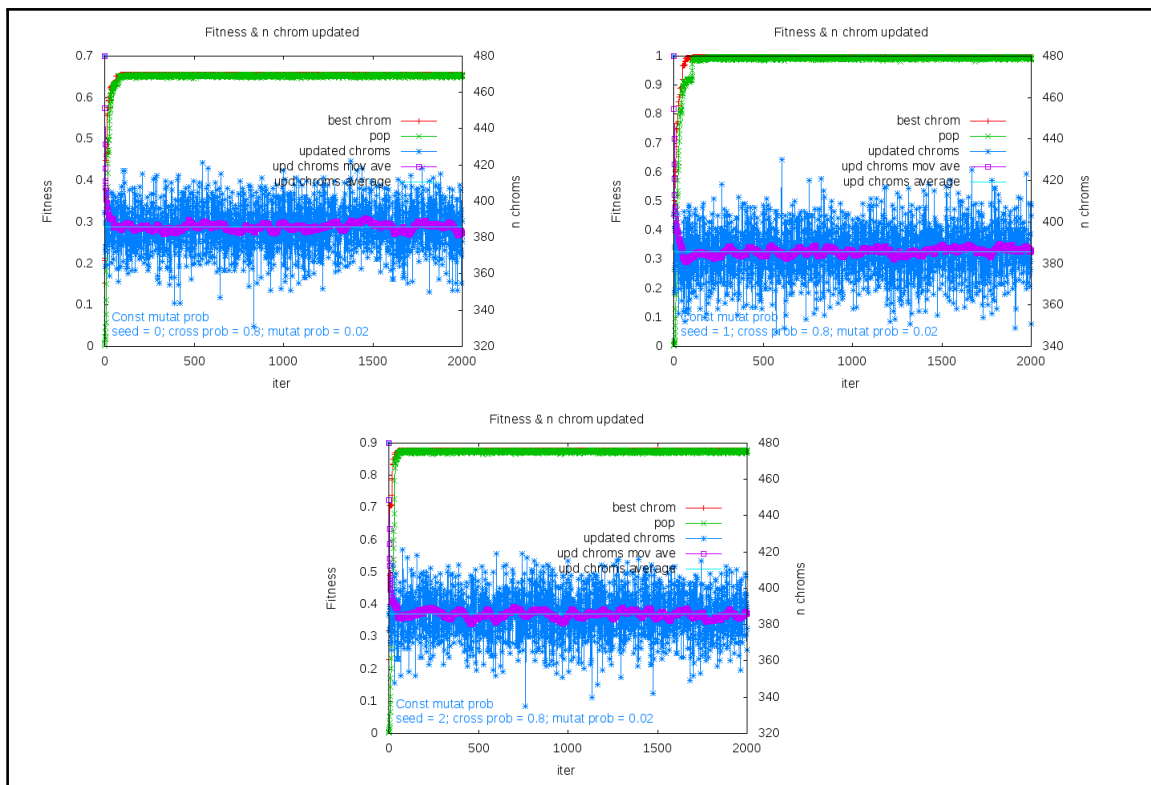 Fitness & n chrom updated
0.7
0.6
0.5
0.4
0.3
0.2
0.1
0
Fitness
480
460
440
420
400
380
360
340
320
n chroms
best chrom
pop
updated chroms
upd chroms mov ave
upd chroms average
Const mutat prob
seed = 0; cross prob = 0.8; mutat prob = 0.02
0 500 1000 1500 2000
iter
Fitness & n chrom updated
1
0.9
0.8
0.7
0.6
0.5
0.4
0.3
0.2
0.1
0
Fitness
480
460
440
420
400
380
360
340
n chroms
best chrom
pop
updated chroms
upd chroms mov ave
upd chroms average
Const mutat prob
seed = 1; cross prob = 0.8; mutat prob = 0.02
0 500 1000 1500 2000
iter
Fitness & n chrom updated
0.9
0.8
0.7
0.6
0.5
0.4
0.3
0.2
0.1
0
Fitness
480
460
440
420
400
380
360
340
320
n chroms
best chrom
pop
updated chroms
upd chroms mov ave
upd chroms average
Const mutat prob
seed = 2; cross prob = 0.8; mutat prob = 0.02
0 500 1000 1500 2000
iter